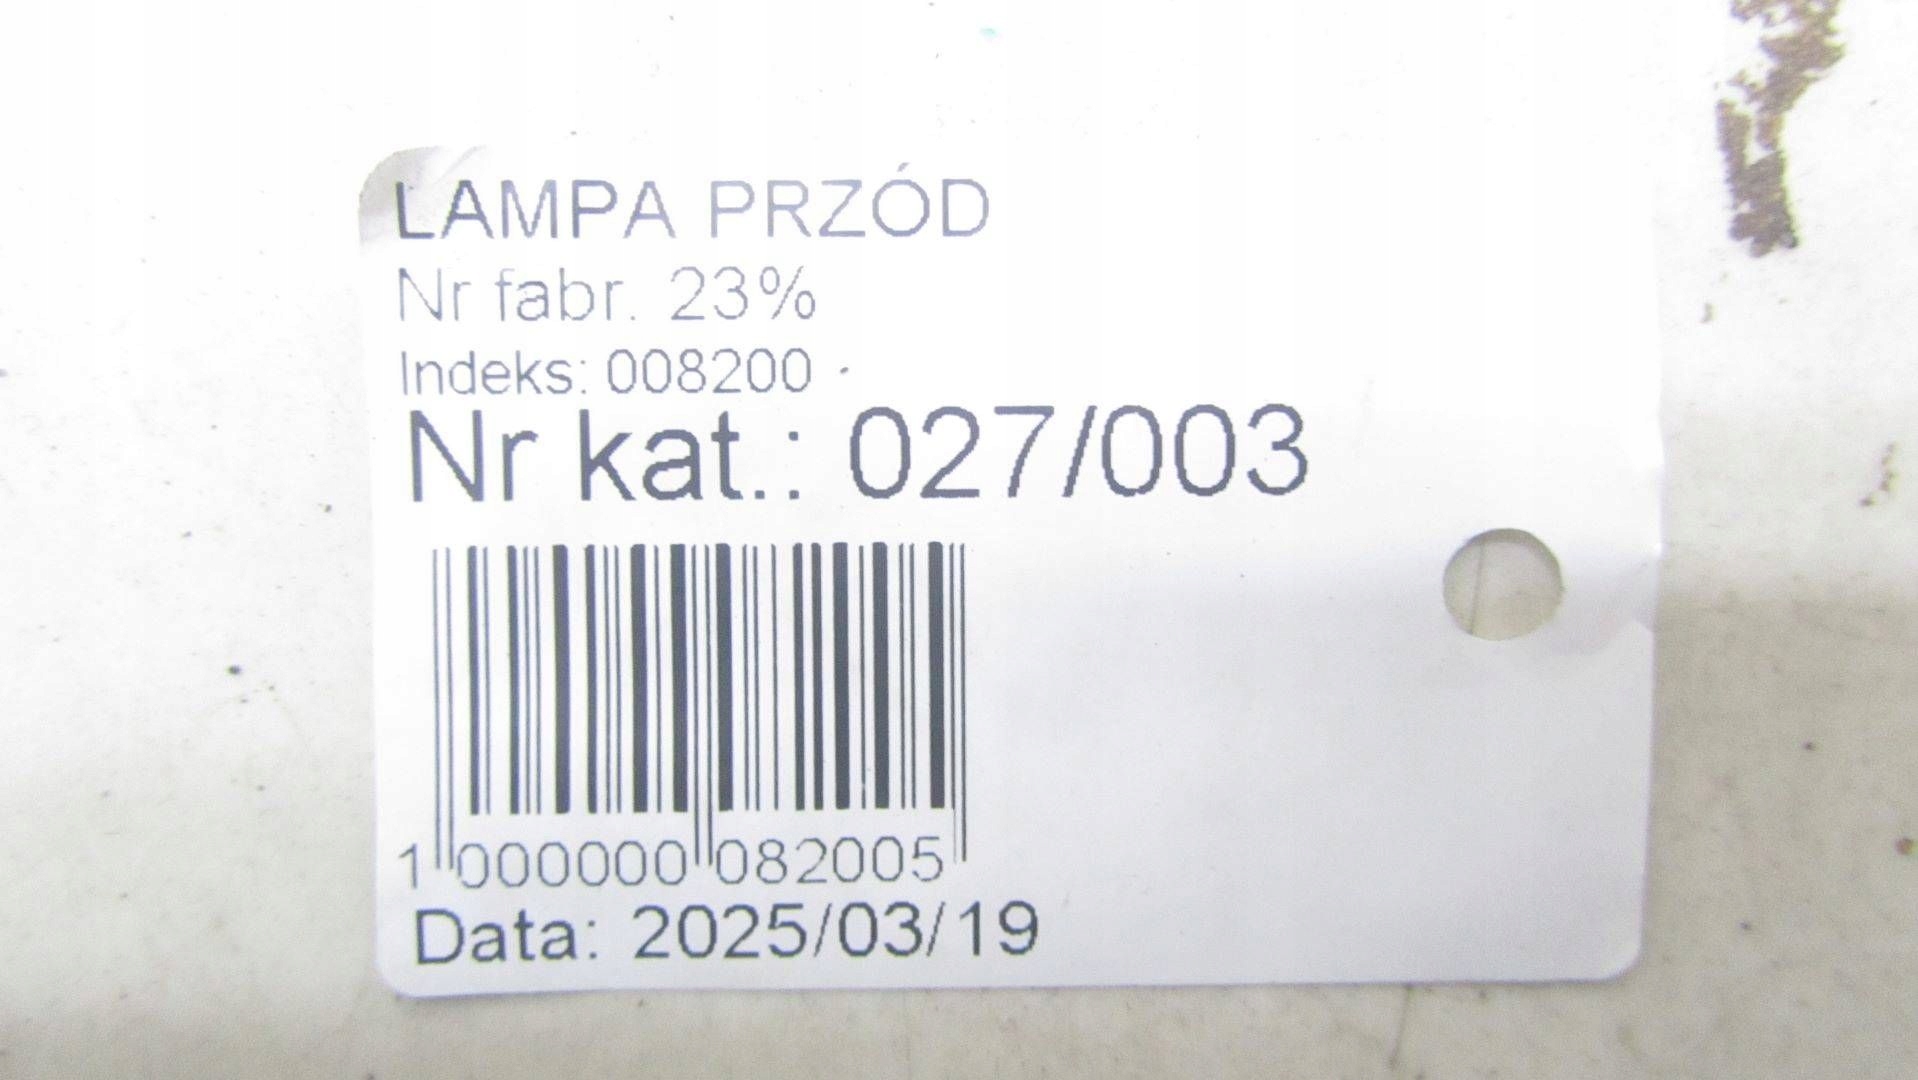 LAMPA PRZÓD
Nr fabr. 23%
Indeks: 008200
Nr kat.: 027/003
1 000000 082005
Data: 2025/03/19